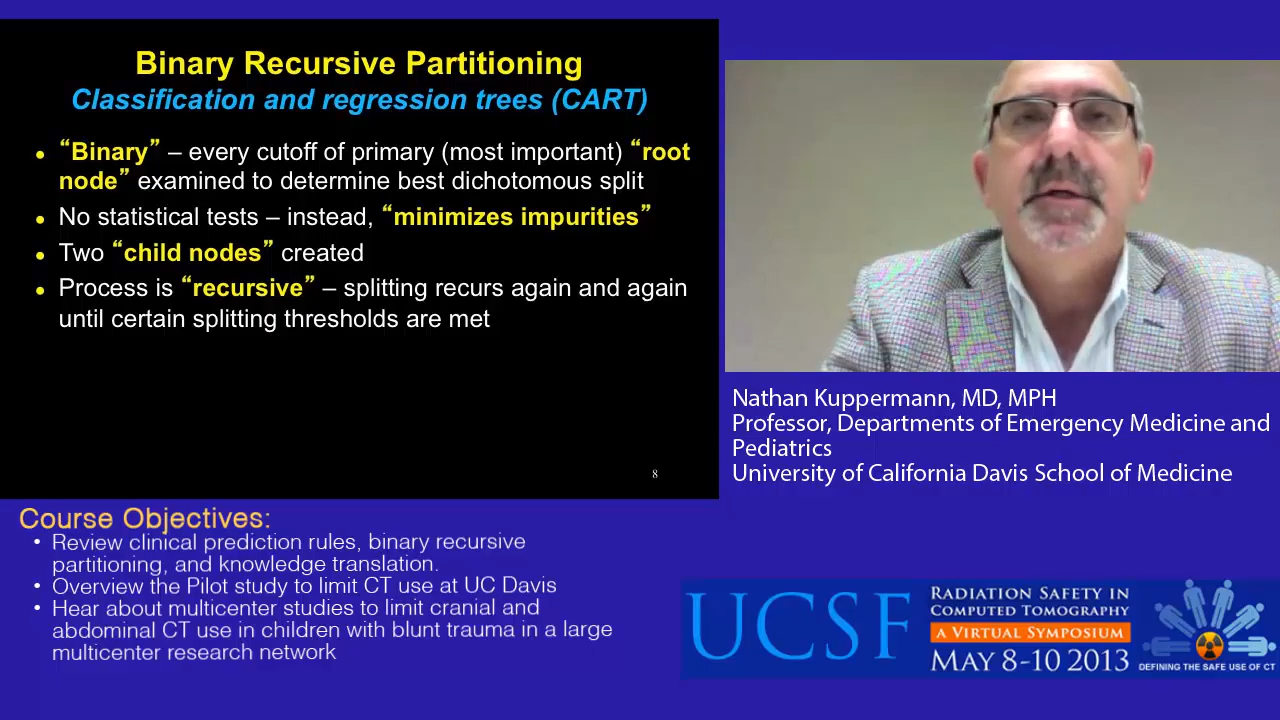 Binary Recursive Partitioning
Classification and regression trees (CART)
● “Binary” – every cutoff of primary (most important) “root
node” examined to determine best dichotomous split
● No statistical tests – instead, “minimizes impurities”
● Two “child nodes” created
● Process is “recursive” – splitting recurs again and again
until certain splitting thresholds are met
8
Nathan Kuppermann, MD, MPH
Professor, Departments of Emergency Medicine and
Pediatrics
University of California Davis School of Medicine
Course Objectives:
• Review clinical prediction rules, binary recursive
partitioning, and knowledge translation.
• Overview the Pilot study to limit CT use at UC Davis
• Hear about multicenter studies to limit cranial and
abdominal CT use in children with blunt trauma in a large
multicenter research network
UCSF
RADIATION SAFETY IN
COMPUTED TOMOGRAPHY
A VIRTUAL SYMPOSIUM
MAY 8-10 2013
DEFINING THE SAFE USE OF CT